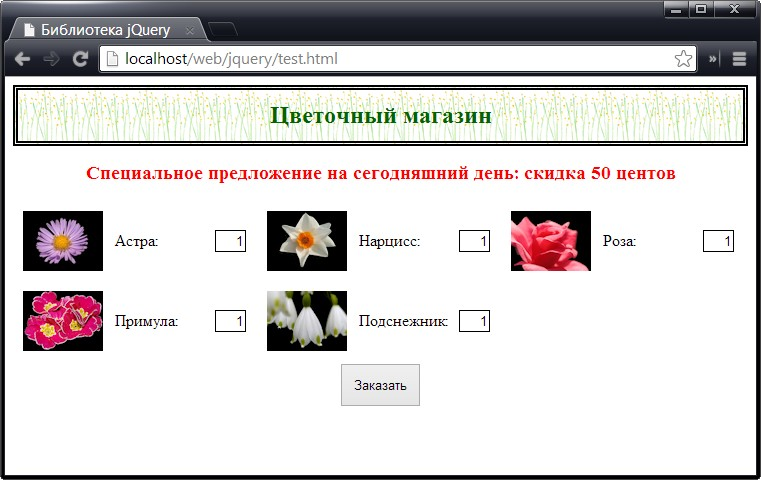 Библиотека jQuery
localhost/web/jquery/test.html
Цветочный магазин
Специальное предложение на сегодняшний день: скидка 50 центов
Астра: 1 Нарцисс: 1 Роза: 1
Примула: 1 Подснежник: 1
Заказать